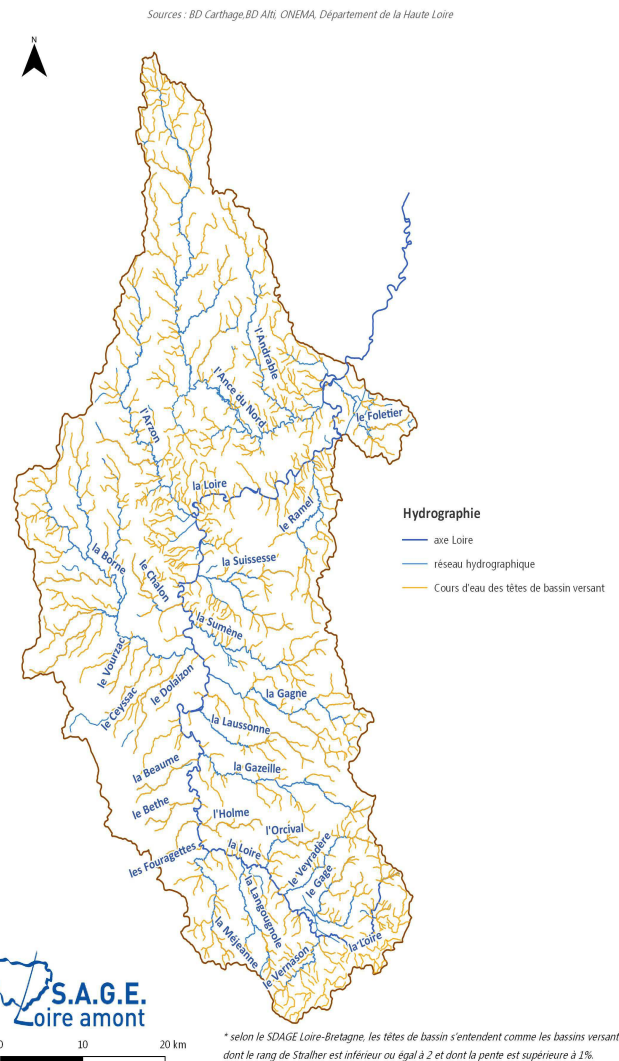 Sources : BD Carthage,BD Alti, ONEMA, Département de la Haute Loire
N
l'Andrable
l'Ance du Nord
le Foletier
l'Arzon
la Loire
le Ramel
Hydrographie
axe Loire
réseau hydrographique
Cours d'eau des têtes de bassin versant
la Borne
le Chalon
la Suissesse
la Sumène
le Vourzac
le Ceyssac
le Dolaizon
la Gagne
la Laussonne
la Beaume
la Gazeille
le Bethe
l'Holme
l'Orcival
les Fouragettes
la Loire
le Veyradère
le Gage
la Langougnole
la Méjeanne
la Loire
le Vernason
S.A.G.E.
Loire amont
0 10 20 km
* selon le SDAGE Loire-Bretagne, les têtes de bassin s'entendent comme les bassins versant
dont le rang de Stralher est inférieur ou égal à 2 et dont la pente est supérieure à 1%.